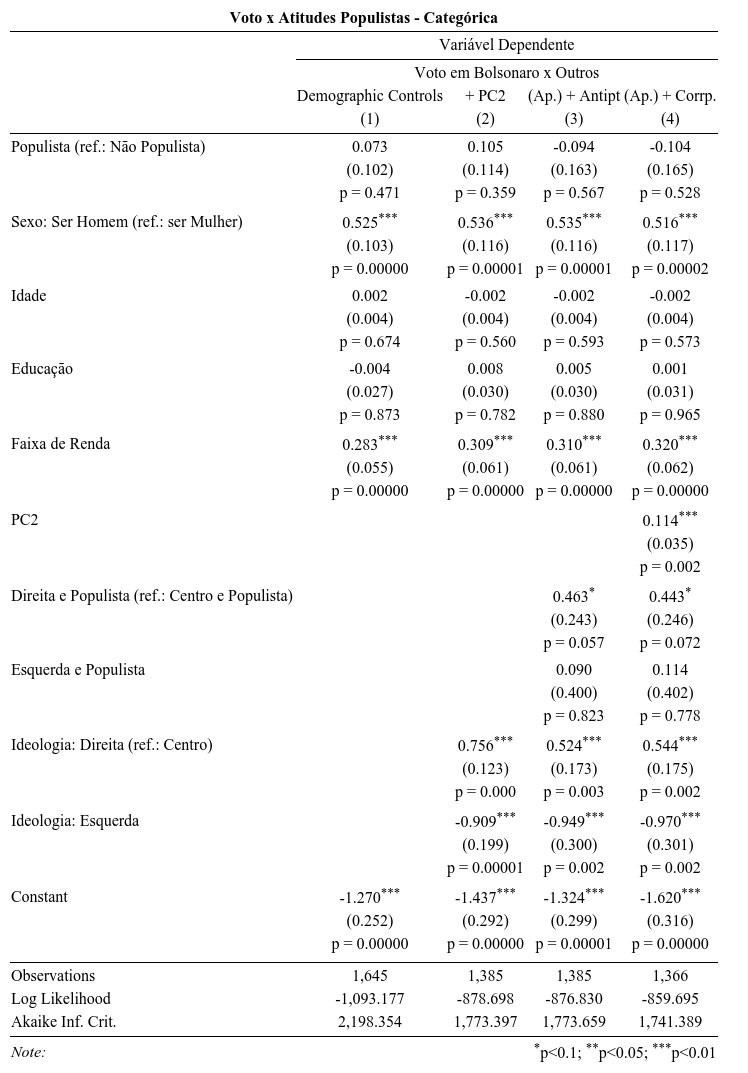 Voto x Atitudes Populistas - Categórica
Variável Dependente
Voto em Bolsonaro x Outros
Demographic Controls + PC2 (Ap.) + Antipt (Ap.) + Corrp.
(1) (2) (3) (4)
Populista (ref.: Não Populista) 0.073 0.105 -0.094 -0.104
(0.102) (0.114) (0.163) (0.165)
p = 0.471 p = 0.359 p = 0.567 p = 0.528
Sexo: Ser Homem (ref.: ser Mulher) 0.525*** 0.536*** 0.535*** 0.516***
(0.103) (0.116) (0.116) (0.117)
p = 0.00000 p = 0.00001 p = 0.00001 p = 0.00002
Idade 0.002 -0.002 -0.002 -0.002
(0.004) (0.004) (0.004) (0.004)
p = 0.674 p = 0.560 p = 0.593 p = 0.573
Educação -0.004 0.008 0.005 0.001
(0.027) (0.030) (0.030) (0.031)
p = 0.873 p = 0.782 p = 0.880 p = 0.965
Faixa de Renda 0.283*** 0.309*** 0.310*** 0.320***
(0.055) (0.061) (0.061) (0.062)
p = 0.00000 p = 0.00000 p = 0.00000 p = 0.00000
PC2 0.114***
(0.035)
p = 0.002
Direita e Populista (ref.: Centro e Populista) 0.463* 0.443*
(0.243) (0.246)
p = 0.057 p = 0.072
Esquerda e Populista 0.090 0.114
(0.400) (0.402)
p = 0.823 p = 0.778
Ideologia: Direita (ref.: Centro) 0.756*** 0.524*** 0.544***
(0.123) (0.173) (0.175)
p = 0.000 p = 0.003 p = 0.002
Ideologia: Esquerda -0.909*** -0.949*** -0.970***
(0.199) (0.300) (0.301)
p = 0.00001 p = 0.002 p = 0.002
Constant -1.270*** -1.437*** -1.324*** -1.620***
(0.252) (0.292) (0.299) (0.316)
p = 0.00000 p = 0.00000 p = 0.00001 p = 0.00000
Observations 1,645 1,385 1,385 1,366
Log Likelihood -1,093.177 -878.698 -876.830 -859.695
Akaike Inf. Crit. 2,198.354 1,773.397 1,773.659 1,741.389
Note: *p<0.1; **p<0.05; ***p<0.01